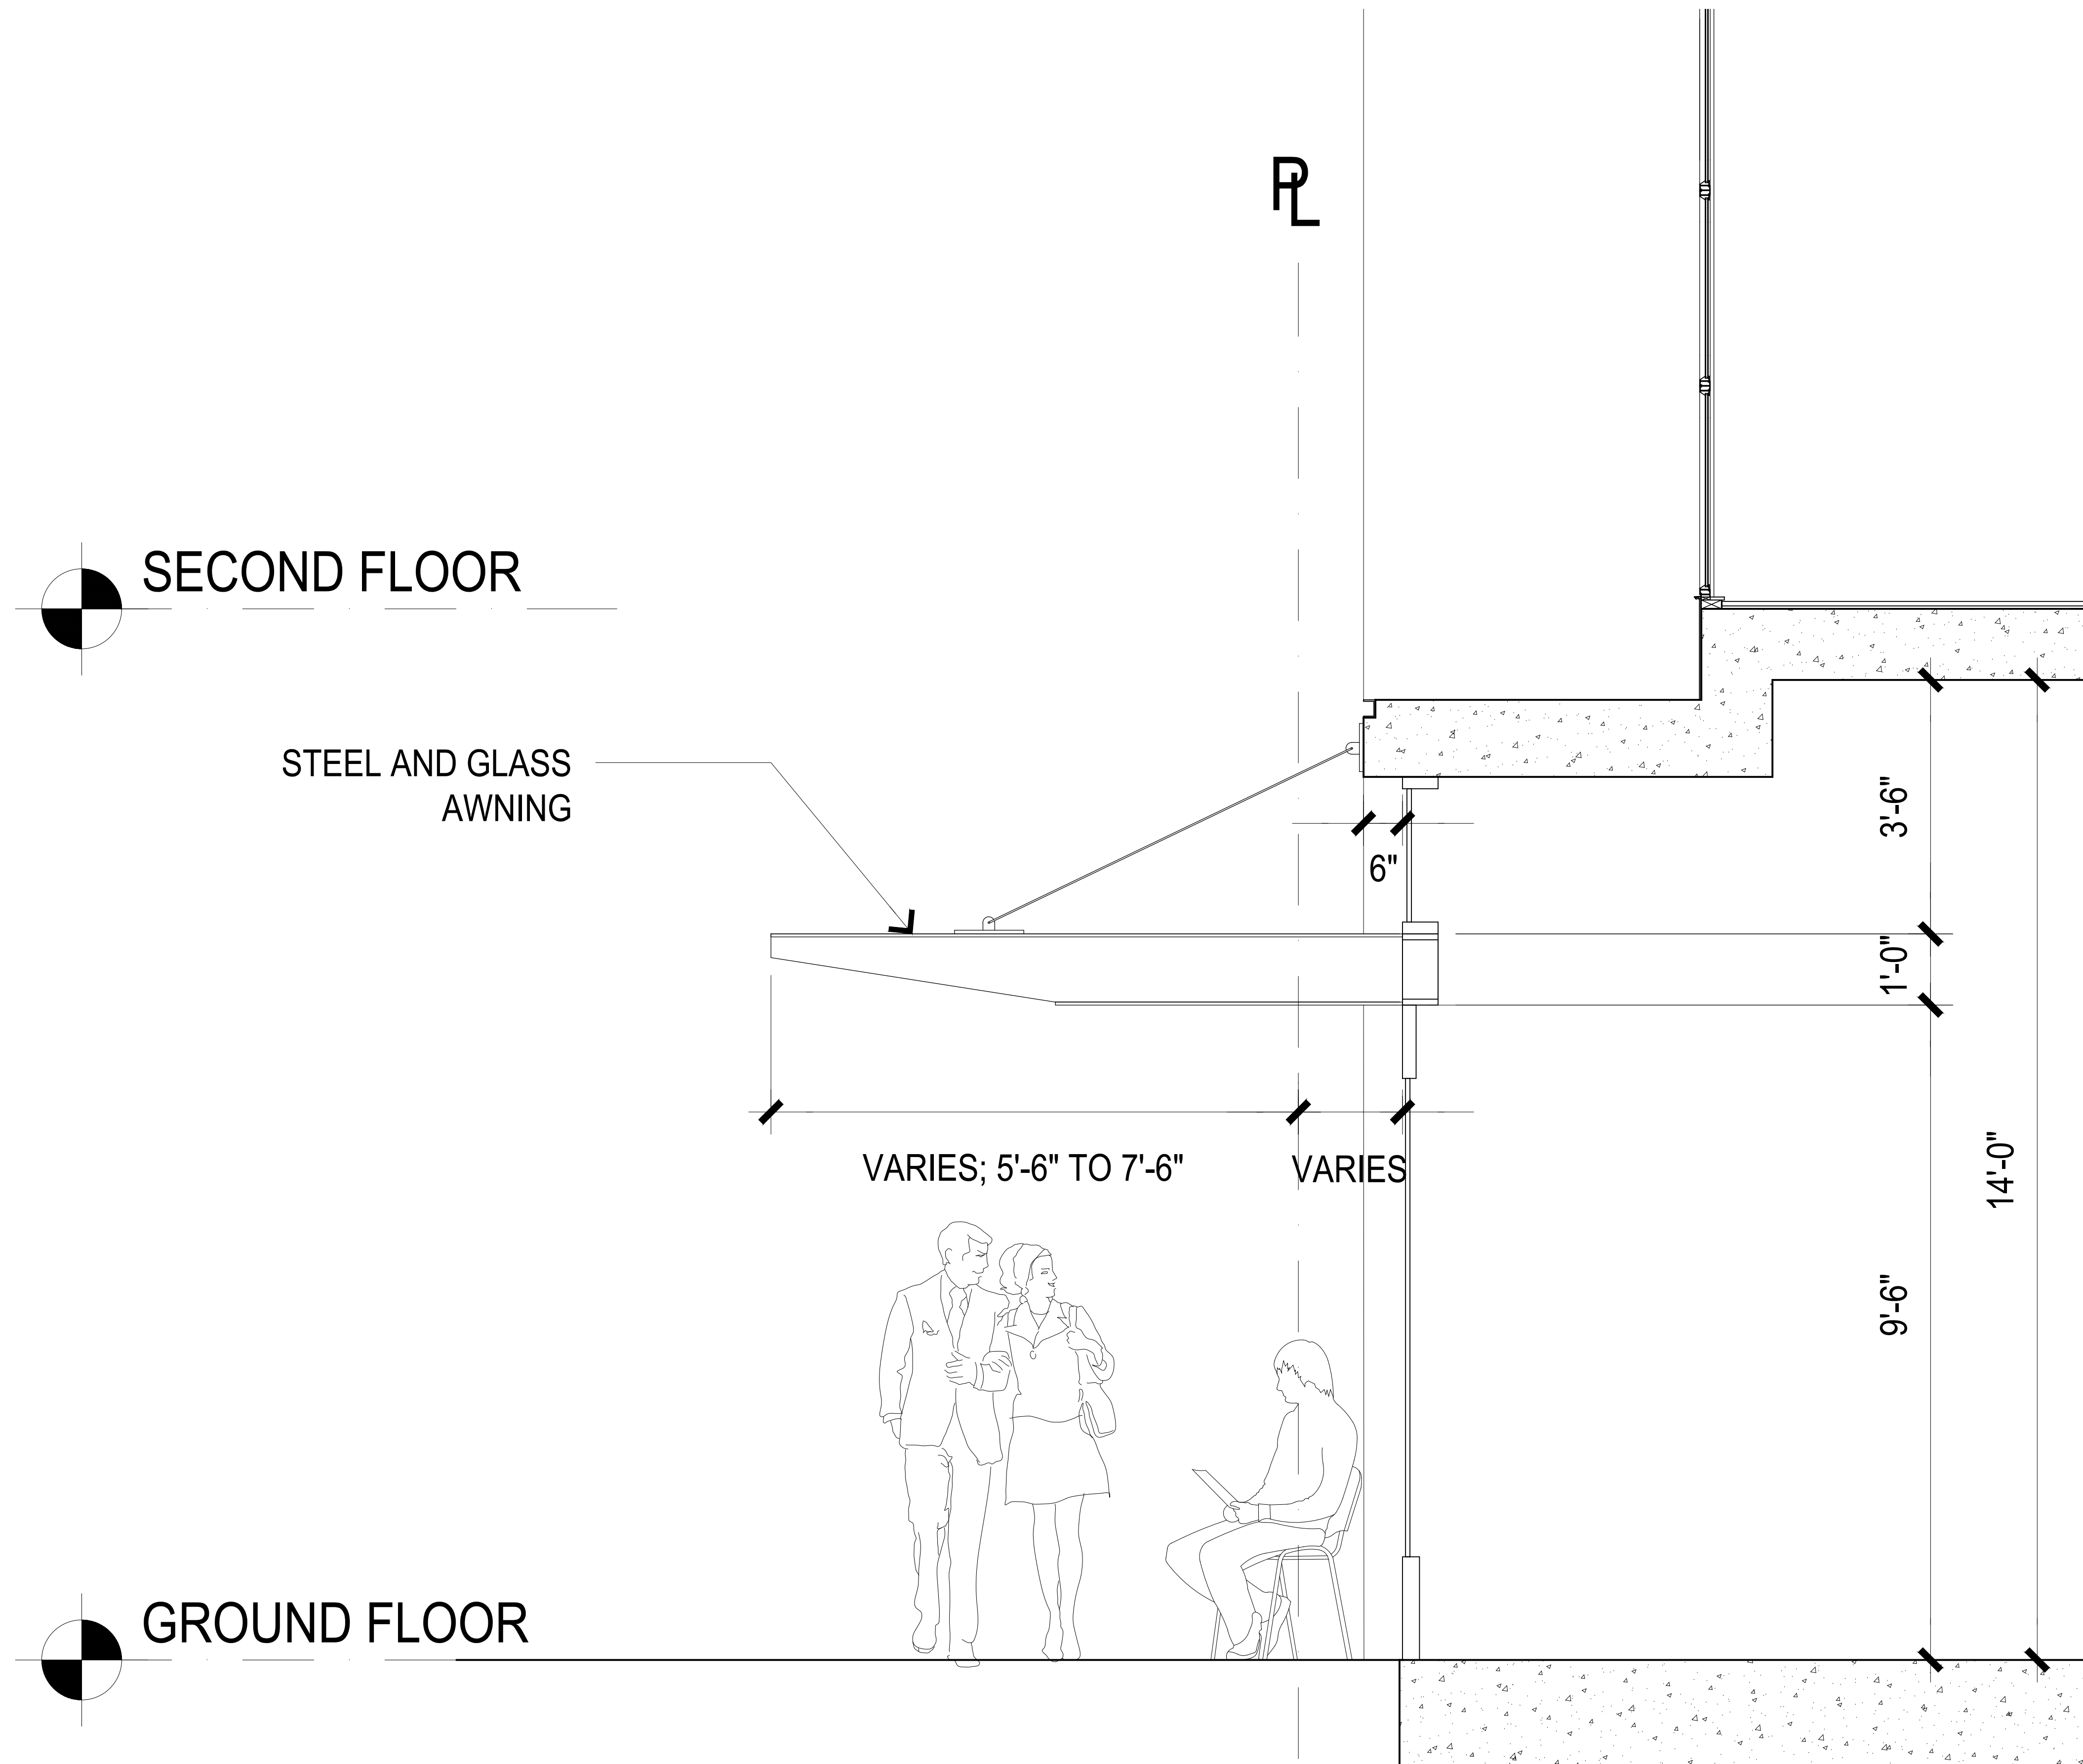 PL
SECOND FLOOR
STEEL AND GLASS
AWNING
6"
3'-6"
1'-0"
VARIES; 5'-6" TO 7'-6"
VARIES
14'-0"
9'-6"
GROUND FLOOR